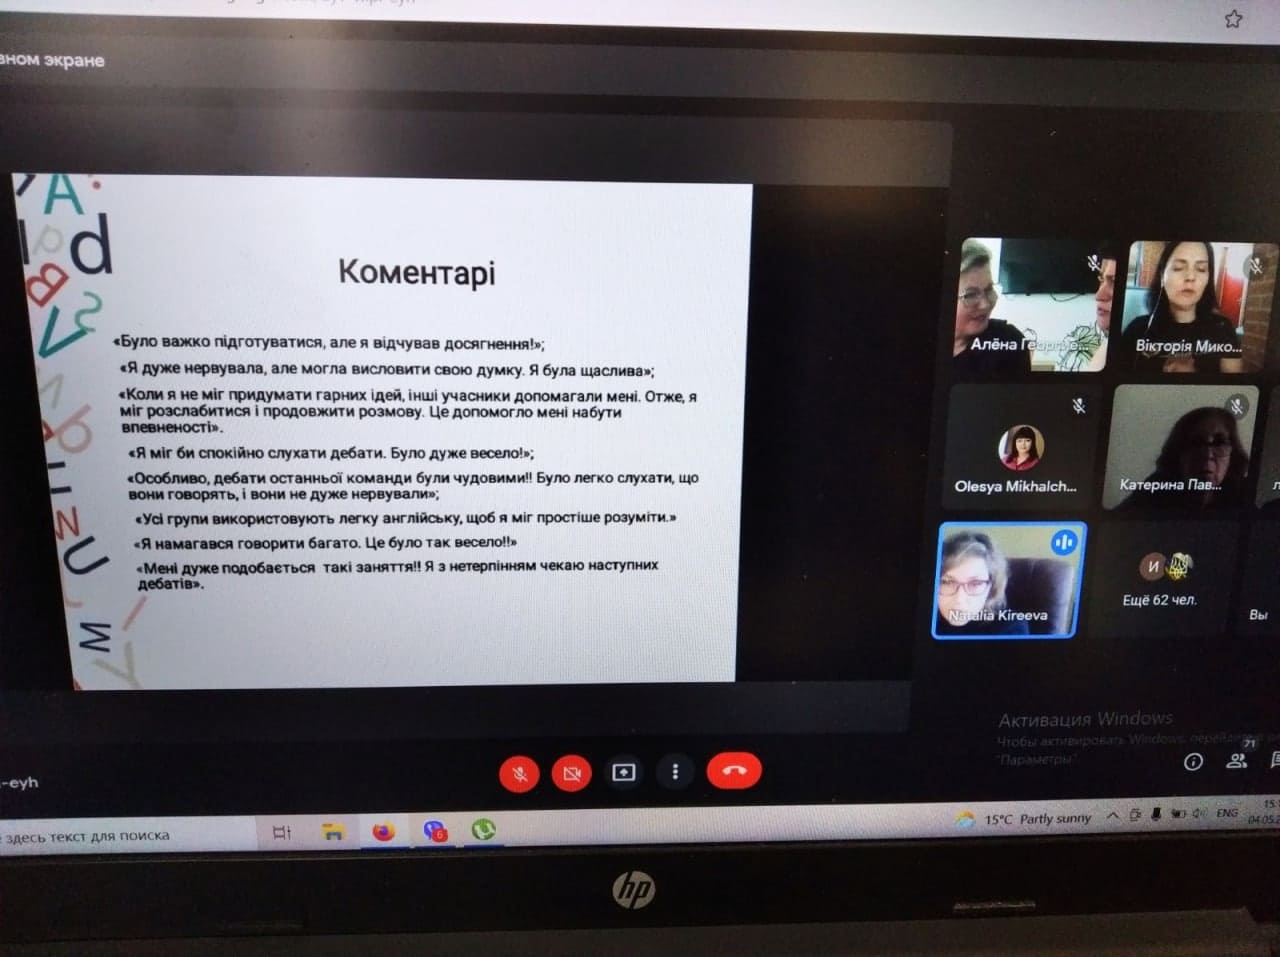 вном экране
Коментарі
«Було важко підготуватися, але я відчував досягнення!»;
«Я дуже нервувала, але могла висловити свою думку. Я була щаслива»;
«Коли я не міг придумати гарних ідей, інші учасники допомагали мені. Отже, я
міг розслабитися і продовжити розмову. Це допомогло мені набути
впевненості».
«Я міг би спокійно слухати дебати. Було дуже весело!»;
«Особливо, дебати останньої команди були чудовими!! Було легко слухати, що
вони говорять, і вони не дуже нервували»;
«Усі групи використовують легку англійську, щоб я міг простіше розуміти.»
«Я намагався говорити багато. Це було так весело!!»
«Мені дуже подобається такі заняття!! Я з нетерпінням чекаю наступних
дебатів».
Алёна
Вікторія Мико...
Olesya Mikhalch...
Катерина Пав...
Natalia Kireeva
И
Ещё 62 чел.
Вы
Активация Windows
Чтобы активировать Windows, перейдите
"Параметры"
71
-eyh
здесь текст для поиска
6
15°C Partly sunny
ENG
hp